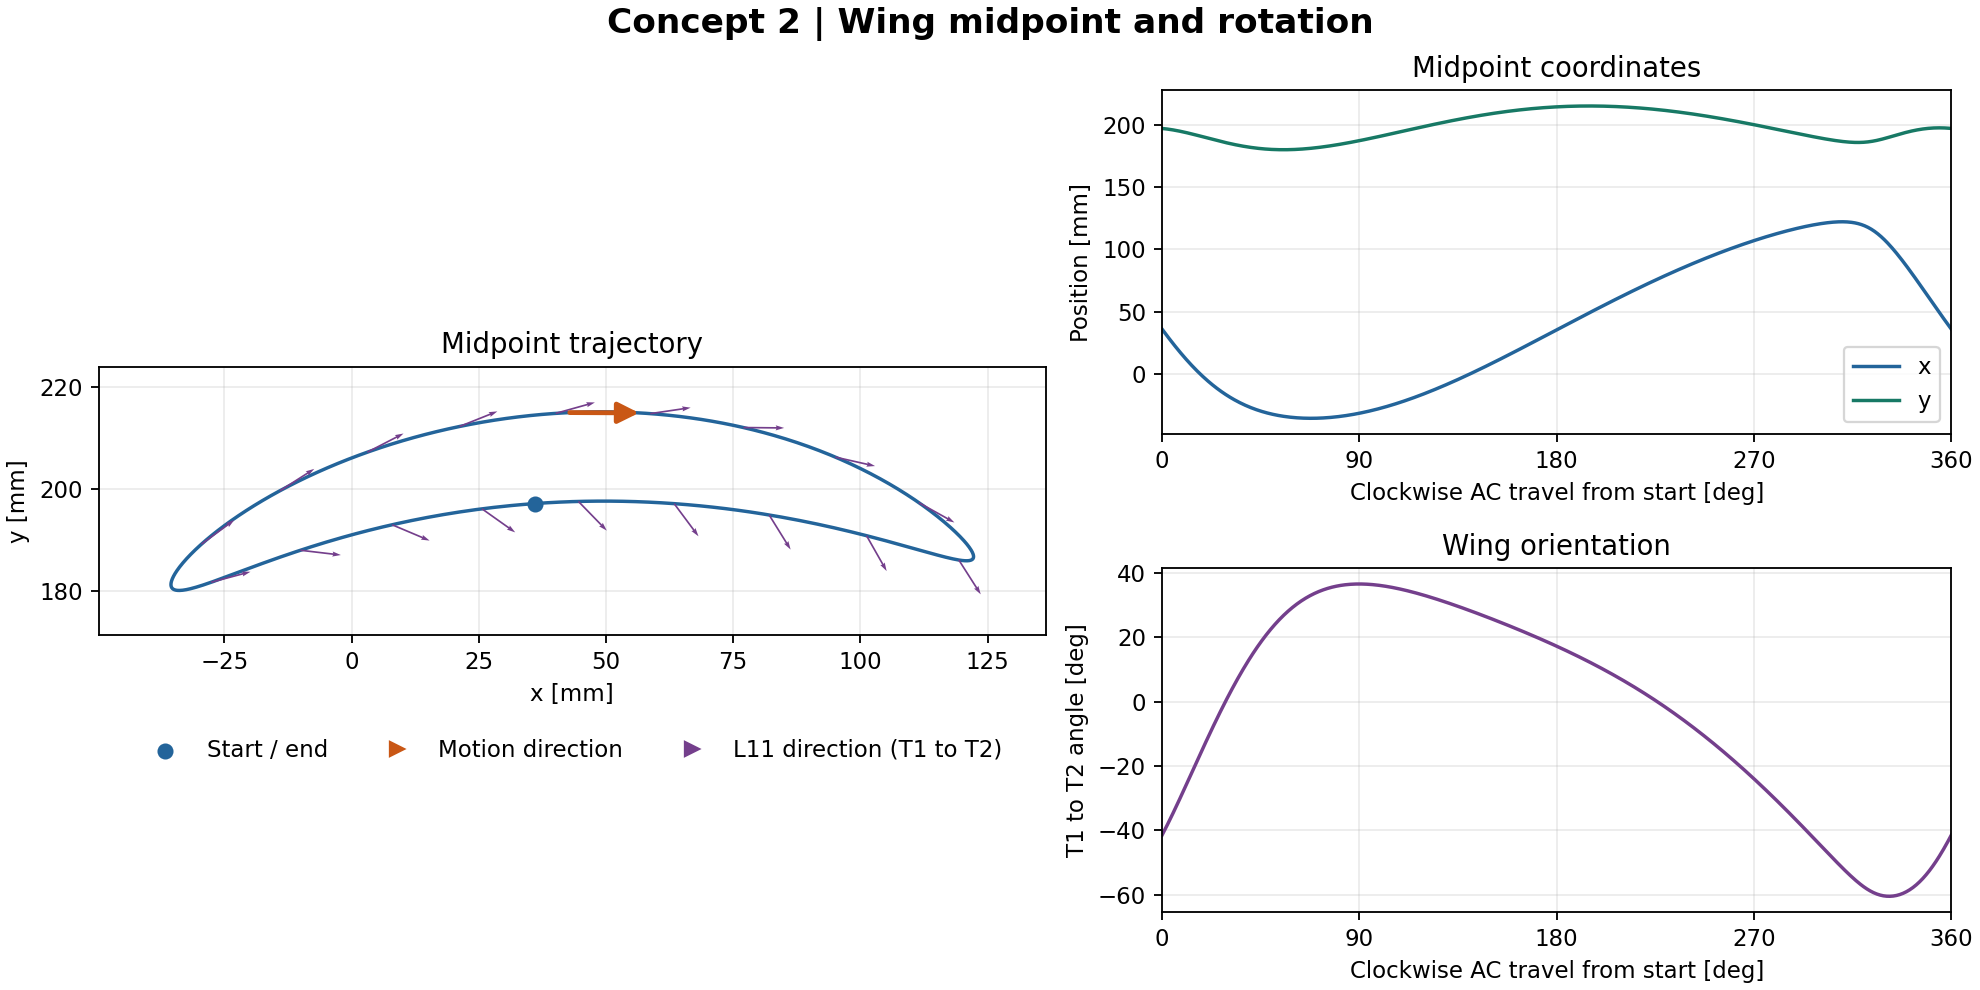 Concept 2 | Wing midpoint and rotation
Midpoint trajectory
y [mm]
220
200
180
−25 0 25 50 75 100 125
x [mm]
Start / end Motion direction L11 direction (T1 to T2)
Midpoint coordinates
Position [mm]
200
150
100
50
0
x
y
0 90 180 270 360
Clockwise AC travel from start [deg]
Wing orientation
T1 to T2 angle [deg]
40
20
0
−20
−40
−60
0 90 180 270 360
Clockwise AC travel from start [deg]